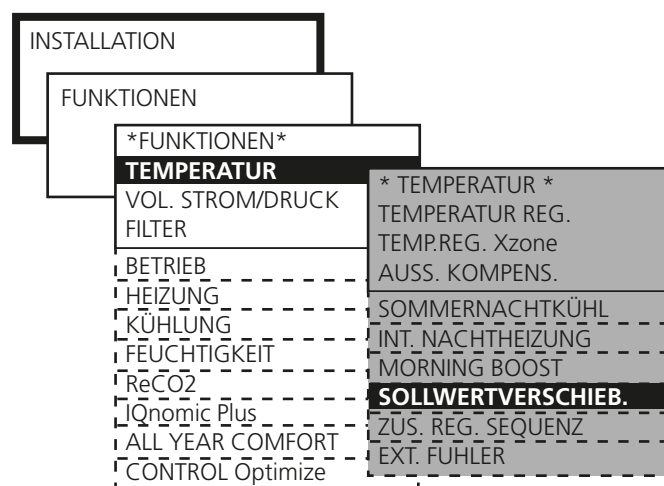 INSTALLATION
FUNKTIONEN
*FUNKTIONEN*
TEMPERATUR
VOL. STROM/DRUCK
FILTER
BETRIEB
HEIZUNG
KÜHLUNG
FEUCHTIGKEIT
ReCO2
IQnomic Plus
ALL YEAR COMFORT
CONTROL Optimize
* TEMPERATUR *
TEMPERATUR REG.
TEMP.REG. Xzone
AUSS. KOMPENS.
SOMMERNACHTKÜHL
INT. NACHTHEIZUNG
MORNING BOOST
SOLLWERTVERSCHIEB.
ZUS. REG. SEQUENZ
EXT. FUHLER